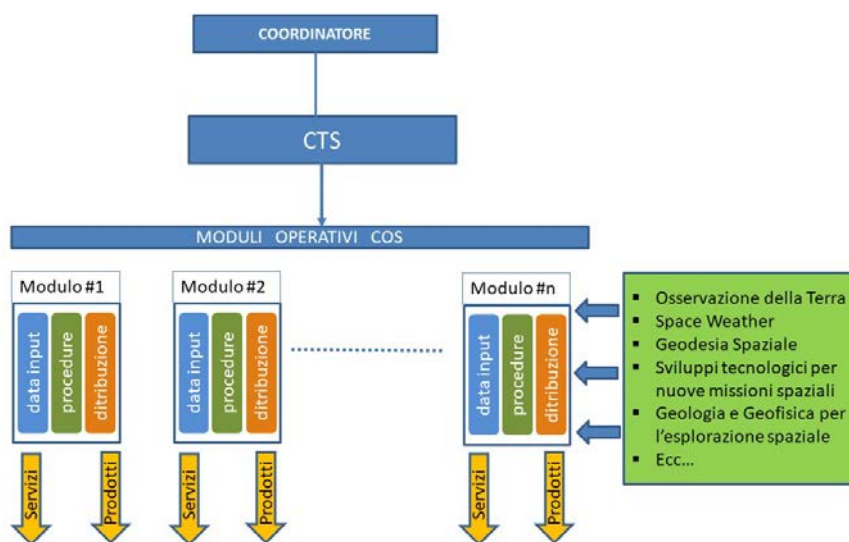 COORDINATORE
CTS
MODULI OPERATIVI COS
Modulo #1
data input
procedure
ditribuzione
Servizi
Prodotti
Modulo #2
data input
procedure
ditribuzione
Servizi
Prodotti
Modulo #n
data input
procedure
ditribuzione
Servizi
Prodotti
Osservazione della Terra
Space Weather
Geodesia Spaziale
Sviluppi tecnologici per
nuove missioni spaziali
Geologia e Geofisica per
l'esplorazione spaziale
Ecc...